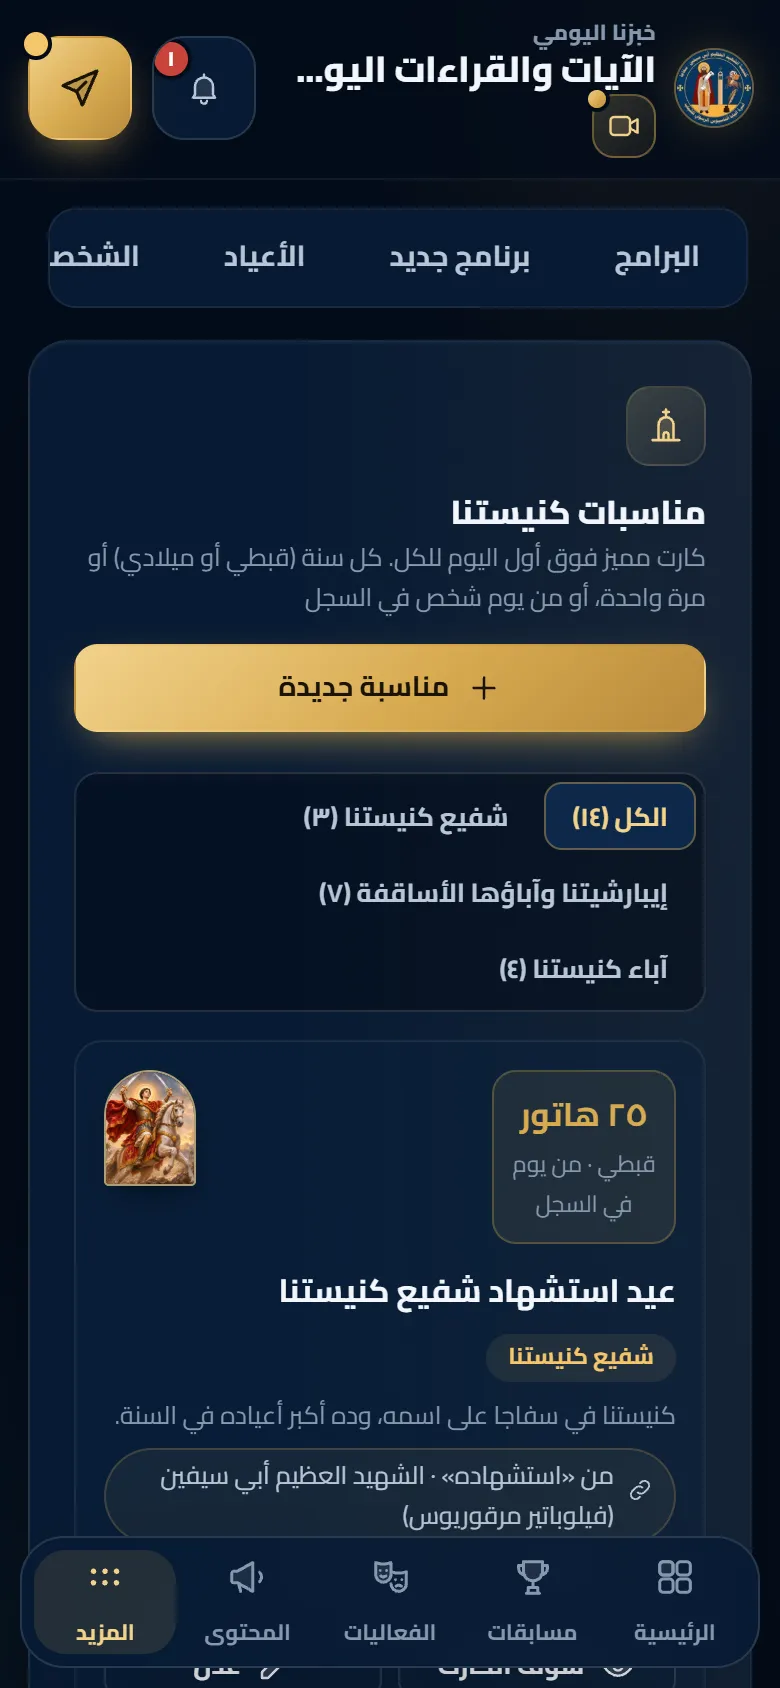 خبزنا اليومي
الآيات والقراءات اليو...
١
البرامج
برنامج جديد
الأعياد
الشخص
مناسبات كنيستنا
كارت مميز فوق أول اليوم للكل. كل سنة (قبطي أو ميلادي) أو
مرة واحدة، أو من يوم شخص في السجل
مناسبة جديدة
الكل (١٤)
شفيع كنيستنا (٣)
إيبارشيتنا وآباؤها الأساقفة (٧)
آباء كنيستنا (٤)
٢٥ هاتور
قبطي · من يوم
في السجل
عيد استشهاد شفيع كنيستنا
شفيع كنيستنا
كنيستنا في سفاجا على اسمه، وده أكبر أعياده في السنة.
من «استشهاده» · الشهيد العظيم أبي سيفين
(فيلوباتير مرقوريوس)
الرئيسية
مسابقات
الفعاليات
المحتوى
المزيد